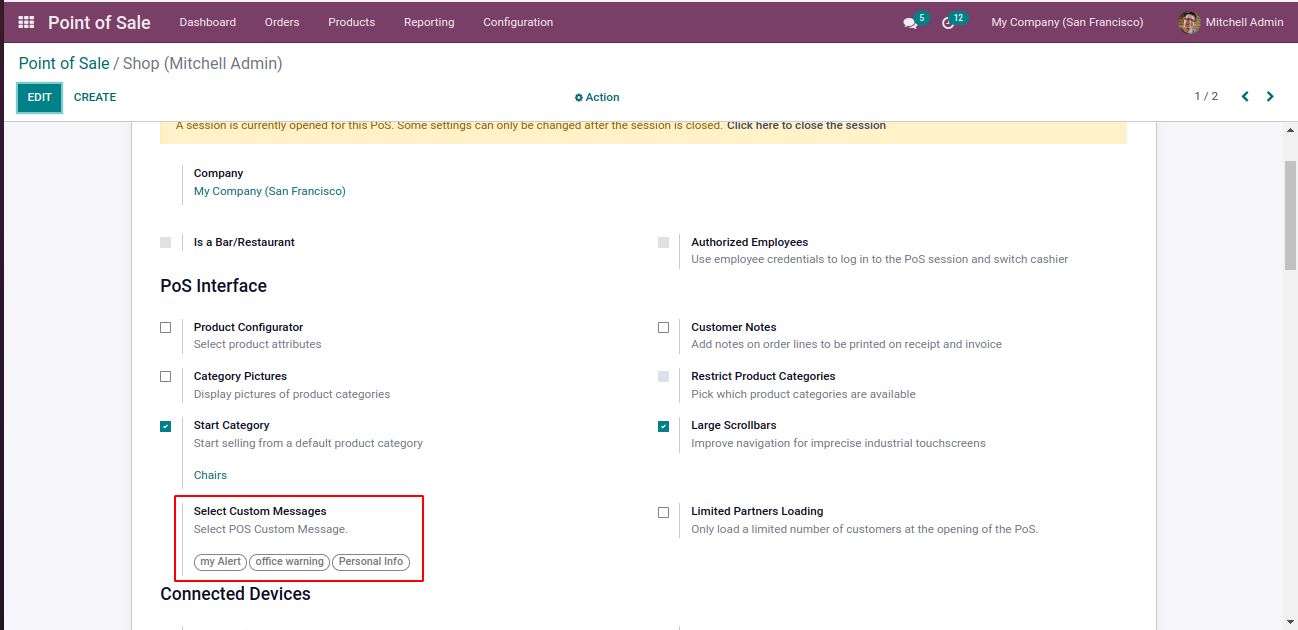 Point of Sale Dashboard Orders Products Reporting Configuration 5 12 My Company (San Francisco) Mitchell Admin
Point of Sale / Shop (Mitchell Admin)
EDIT CREATE Action 1 / 2
A session is currently opened for this PoS. Some settings can only be changed after the session is closed. Click here to close the session
Company
My Company (San Francisco)
Is a Bar/Restaurant
Authorized Employees
Use employee credentials to log in to the PoS session and switch cashier
PoS Interface
Product Configurator
Select product attributes
Customer Notes
Add notes on order lines to be printed on receipt and invoice
Category Pictures
Display pictures of product categories
Restrict Product Categories
Pick which product categories are available
Start Category
Start selling from a default product category
Chairs
Large Scrollbars
Improve navigation for imprecise industrial touchscreens
Select Custom Messages
Select POS Custom Message.
my Alert office warning Personal Info
Limited Partners Loading
Only load a limited number of customers at the opening of the PoS.
Connected Devices